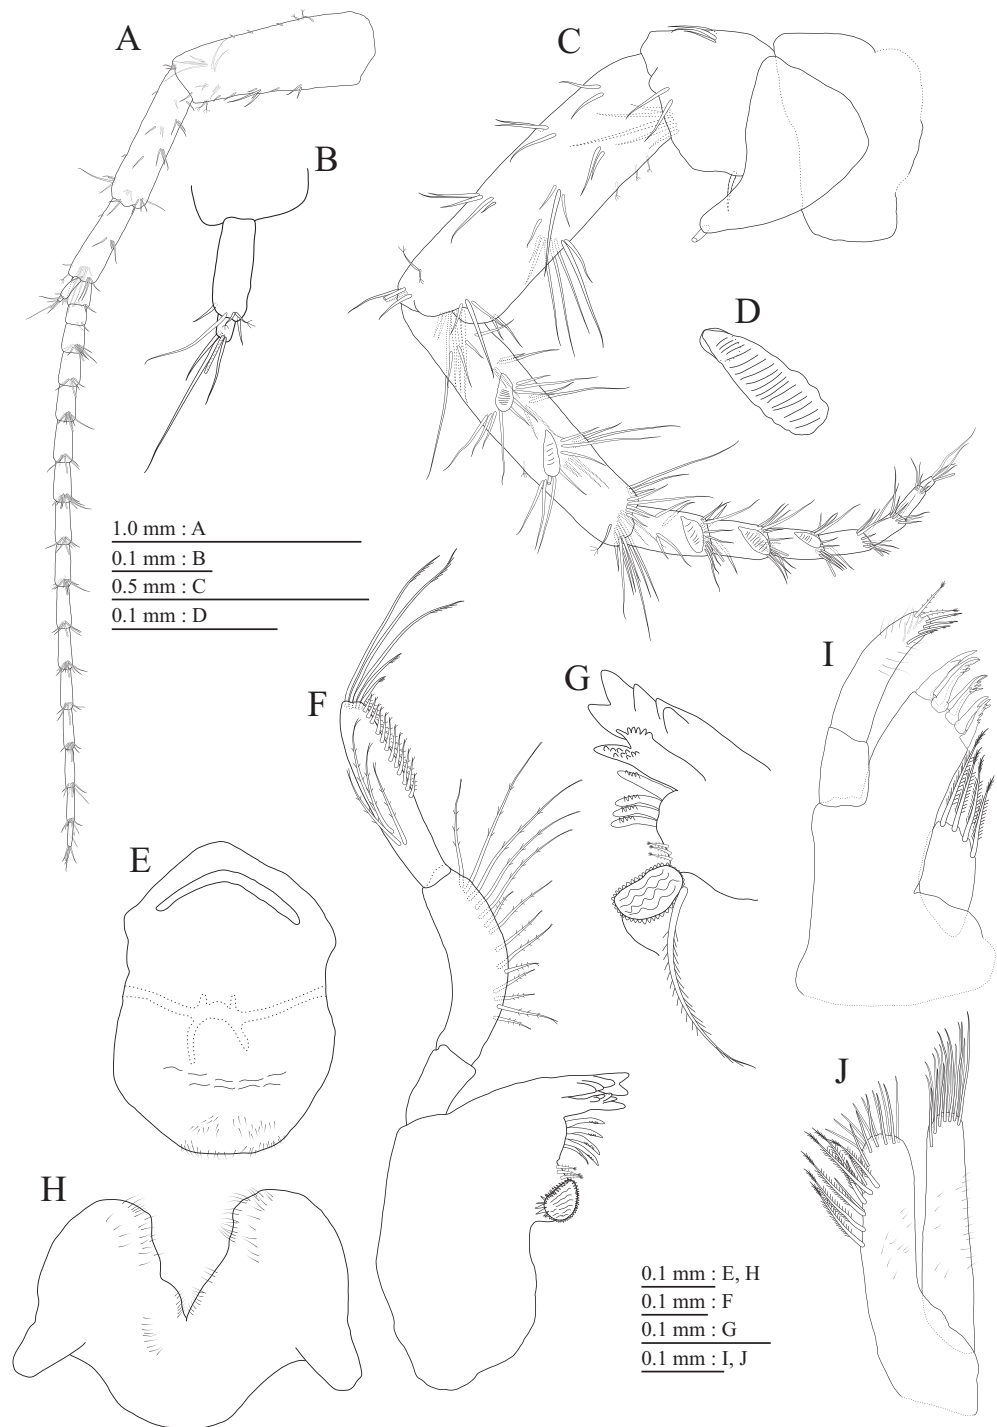 A
C
B
D
1.0 mm : A
0.1 mm : B
0.5 mm : C
0.1 mm : D
I
G
F
E
J
H
0.1 mm : E, H
0.1 mm : F
0.1 mm : G
0.1 mm : I, J